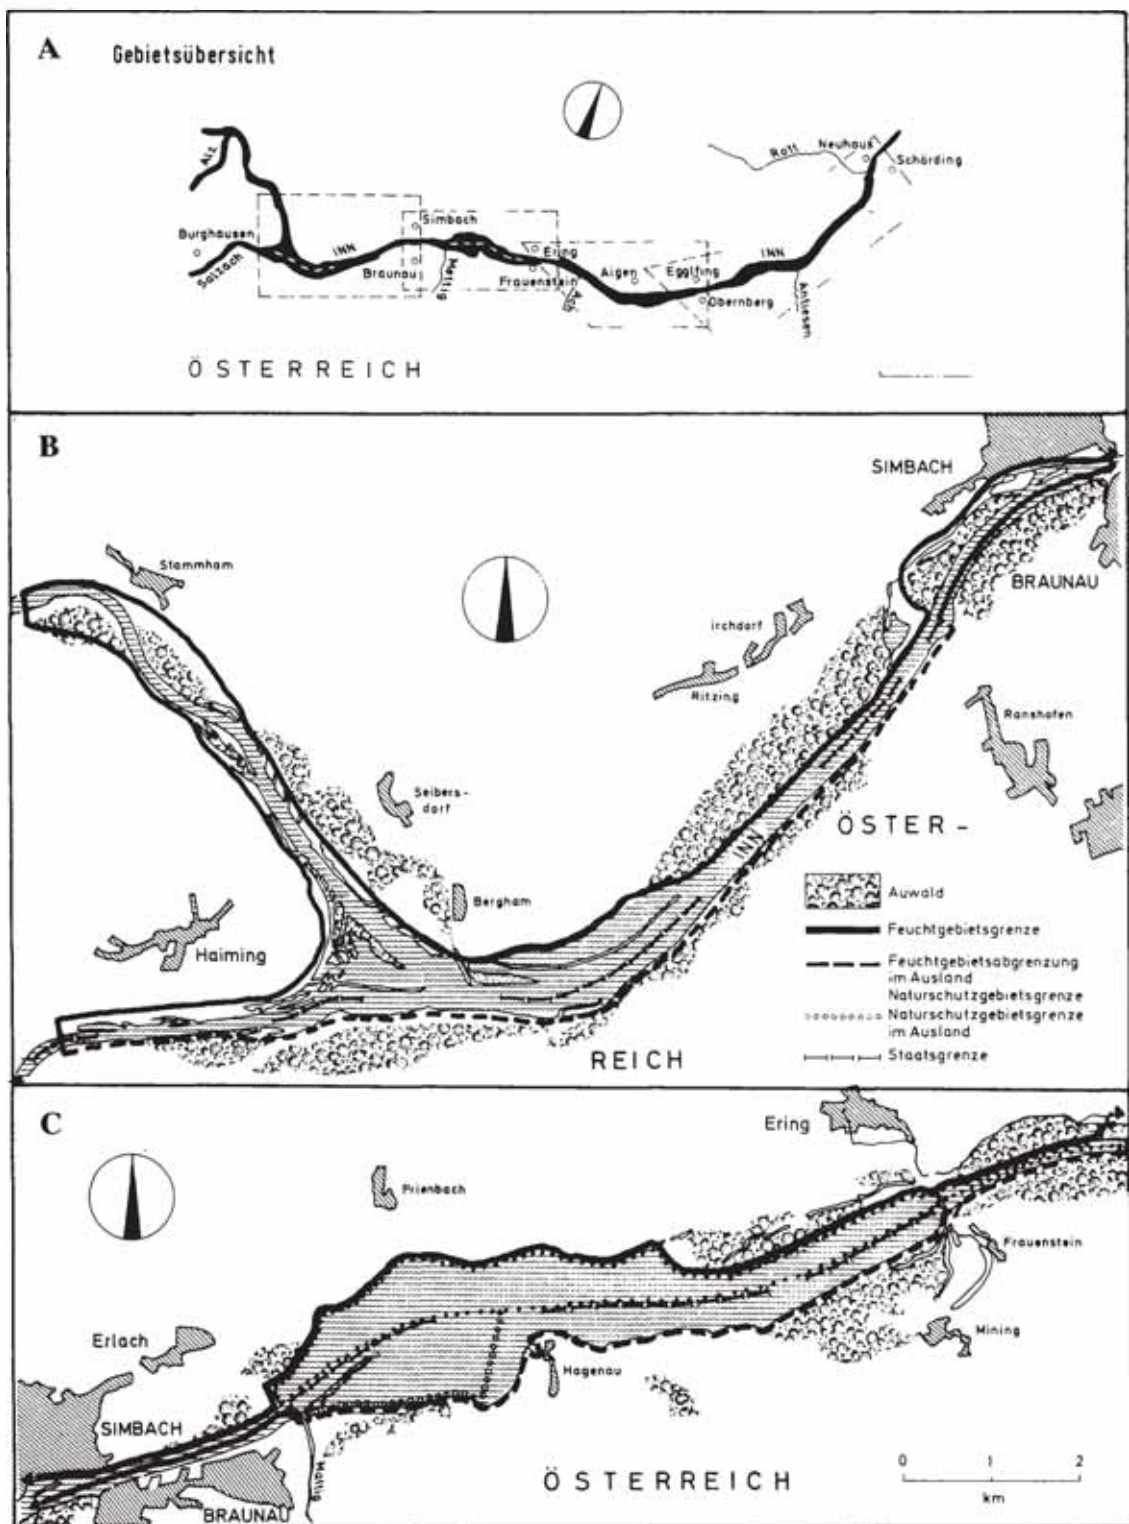 A
Gebietsübersicht
Alz
Rott
Neuhaus
Schärding
Burghausen
Salzach
INN
Simbach
Braunau
Mattig
Ering
Frauenstein
Ach
Aigen
Egglfing
Obernberg
INN
Antiesen
ÖSTERREICH
B
SIMBACH
BRAUNAU
Stammham
irchdorf
Ritzing
Ranshofen
Seibers-
dorf
ÖSTER-
INN
Bergham
Haiming
Auwald
Feuchtgebietsgrenze
Feuchtgebietsabgrenzung
im Ausland
Naturschutzgebietsgrenze
Naturschutzgebietsgrenze
im Ausland
Staatsgrenze
REICH
C
Ering
Prienbach
Frauenstein
Erlach
Mining
Hagenau
SIMBACH
Mattig
BRAUNAU
ÖSTERREICH
0 1 2
km